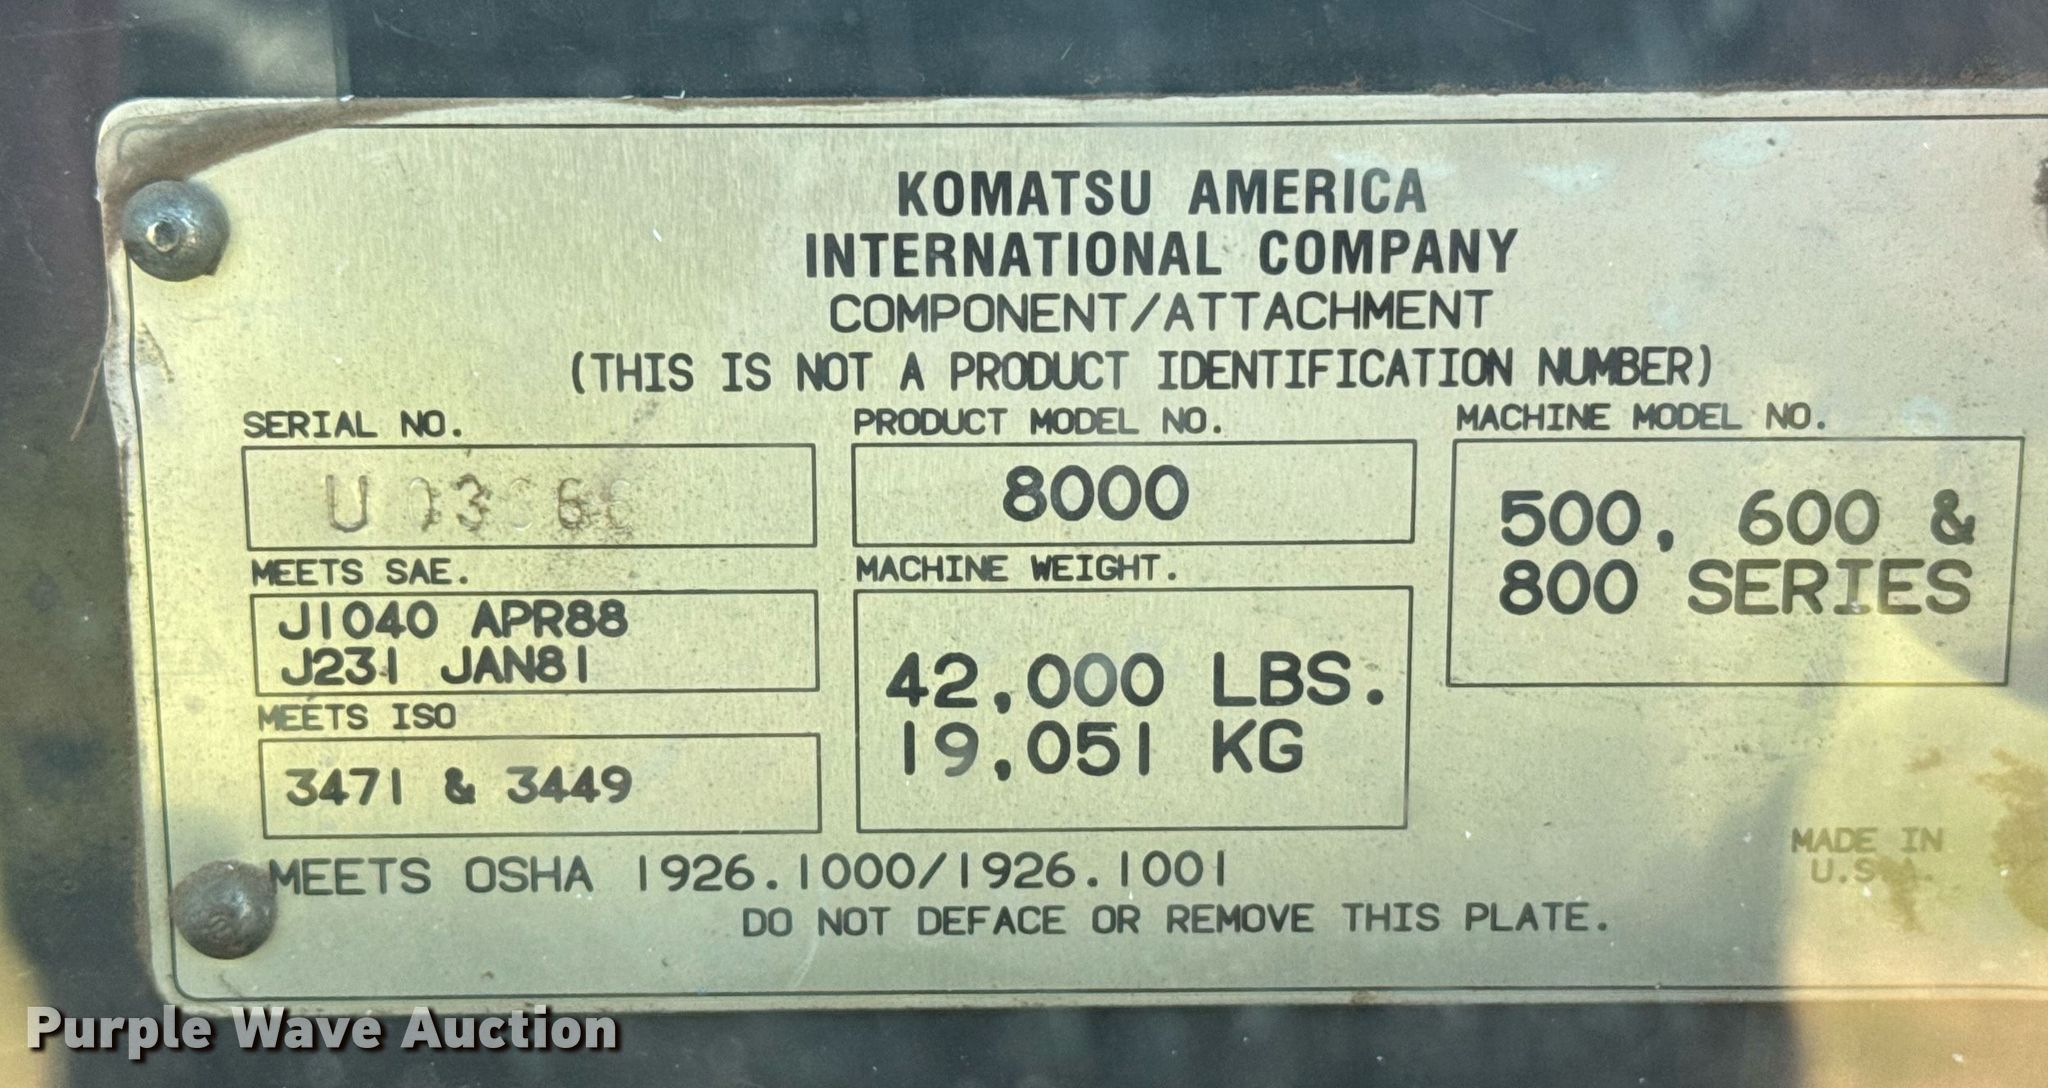 KOMATSU AMERICA
INTERNATIONAL COMPANY
COMPONENT/ATTACHMENT
(THIS IS NOT A PRODUCT IDENTIFICATION NUMBER)
SERIAL NO. PRODUCT MODEL NO. MACHINE MODEL NO.
8000
500, 600 &
800 SERIES
MEETS SAE. MACHINE WEIGHT.
J1040 APR88
J231 JAN81
42,000 LBS.
19,051 KG
MEETS ISO
3471 & 3449
MADE IN
U.S.A.
MEETS OSHA 1926.1000/1926.1001
DO NOT DEFACE OR REMOVE THIS PLATE.
Purple Wave Auction